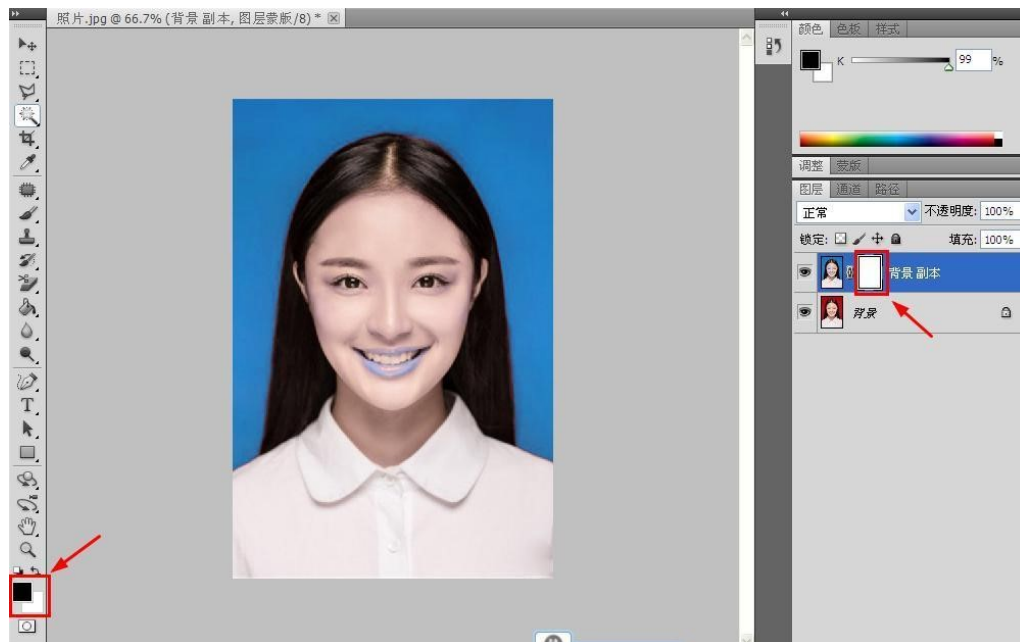 照片.jpg @ 66.7% (背景 副本, 图层蒙版/8) *
颜色 色板 样式
K 99 %
调整 蒙版
图层 通道 路径
正常 不透明度: 100%
锁定: 填充: 100%
背景 副本
背景
T